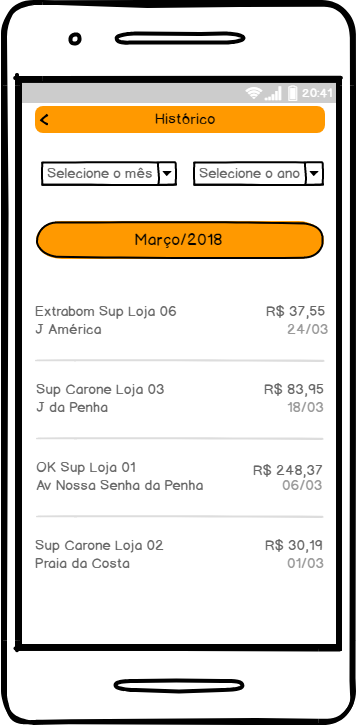 20:41
Histórico
Selecione o mês Selecione o ano
Março/2018
Extrabom Sup Loja 06 R$ 37,55
J América 24/03
Sup Carone Loja 03 R$ 83,95
J da Penha 18/03
OK Sup Loja 01 R$ 248,37
Av Nossa Senha da Penha 06/03
Sup Carone Loja 02 R$ 30,19
Praia da Costa 01/03